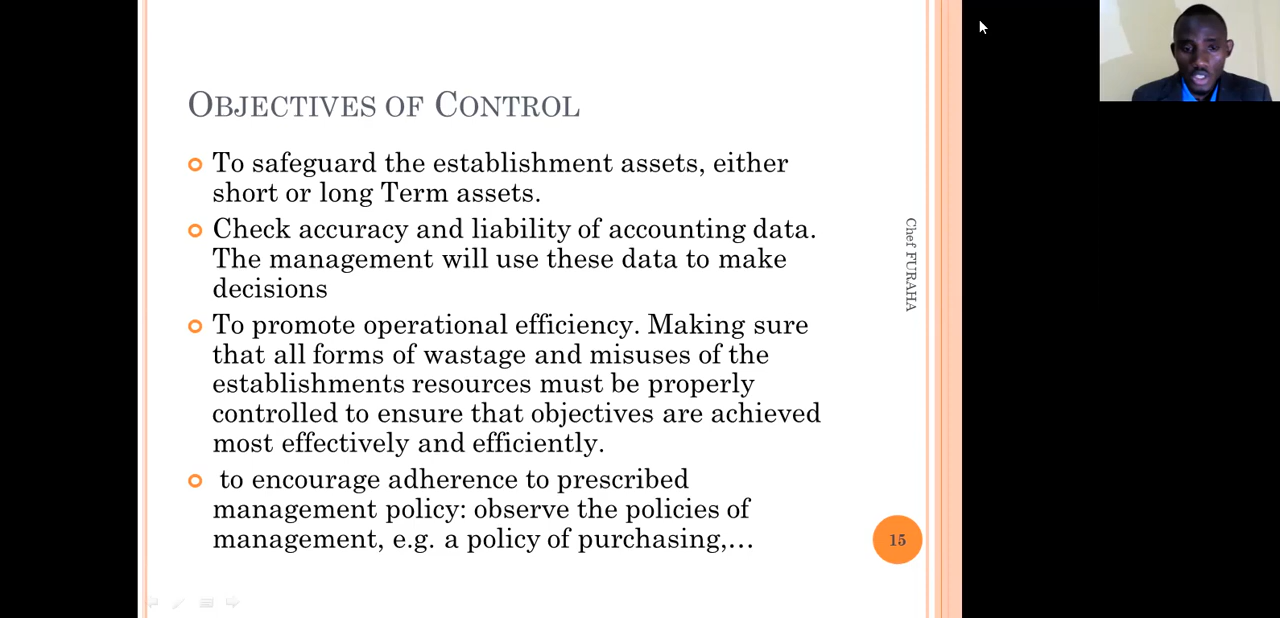 OBJECTIVES OF CONTROL
To safeguard the establishment assets, either
short or long Term assets.
Check accuracy and liability of accounting data.
The management will use these data to make
decisions
To promote operational efficiency. Making sure
that all forms of wastage and misuses of the
establishments resources must be properly
controlled to ensure that objectives are achieved
most effectively and efficiently.
to encourage adherence to prescribed
management policy: observe the policies of
management, e.g. a policy of purchasing,...
Chef FURAHA
15